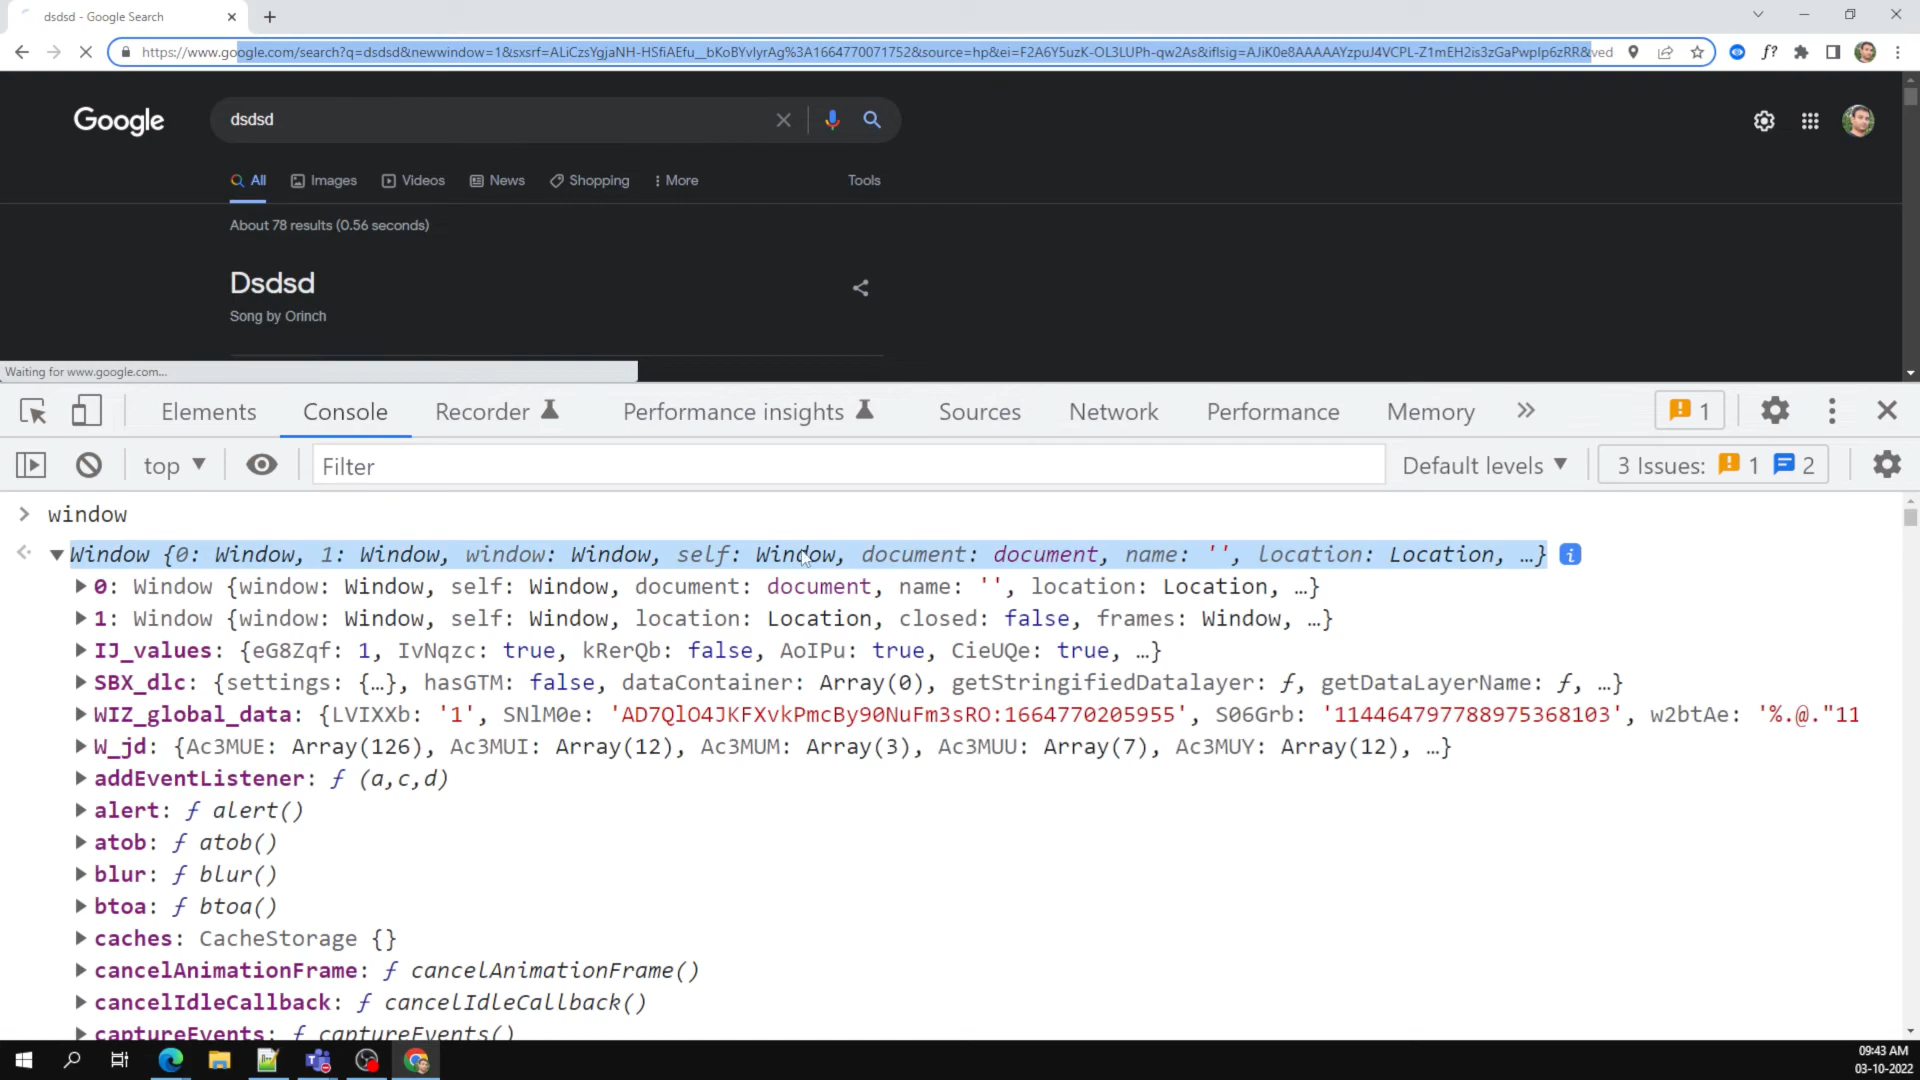 dsdsd - Google Search
https://www.google.com/search?q=dsdsd&newwindow=1&sxsrf=ALiCzsYgjaNH-HSfiAEfu__bKoBYvIyrAg%3A1664770071752&source=hp&ei=F2A6Y5uzK-OL3LUPh-qw2As&iflsig=AJiK0e8AAAAAYzpuJ4VCPL-Z1mEH2is3zGaPwpIp6zRR&ved
f?
Google
dsdsd
All
Images
Videos
News
Shopping
More
Tools
About 78 results (0.56 seconds)
Dsdsd
Song by Orinch
Waiting for www.google.com...
Elements
Console
Recorder
Performance insights
Sources
Network
Performance
Memory
1
top
Filter
Default levels
3 Issues: 1 2
window
Window {0: Window, 1: Window, window: Window, self: Window, document: document, name: '', location: Location, …}
0: Window {window: Window, self: Window, document: document, name: '', location: Location, …}
1: Window {window: Window, self: Window, location: Location, closed: false, frames: Window, …}
IJ_values: {eG8Zqf: 1, IvNqzc: true, kRerQb: false, AoIPu: true, CieUQe: true, …}
SBX_dlc: {settings: {…}, hasGTM: false, dataContainer: Array(0), getStringifiedDatalayer: ƒ, getDataLayerName: ƒ, …}
WIZ_global_data: {LVIXXb: '1', SNlM0e: 'AD7QlO4JKFXvkPmcBy90NuFm3sRO:1664770205955', S06Grb: '114464797788975368103', w2btAe: '%.@."11
W_jd: {Ac3MUE: Array(126), Ac3MUI: Array(12), Ac3MUM: Array(3), Ac3MUU: Array(7), Ac3MUY: Array(12), …}
addEventListener: ƒ (a,c,d)
alert: ƒ alert()
atob: ƒ atob()
blur: ƒ blur()
btoa: ƒ btoa()
caches: CacheStorage {}
cancelAnimationFrame: ƒ cancelAnimationFrame()
cancelIdleCallback: ƒ cancelIdleCallback()
captureEvents: ƒ captureEvents()
09:43 AM
03-10-2022